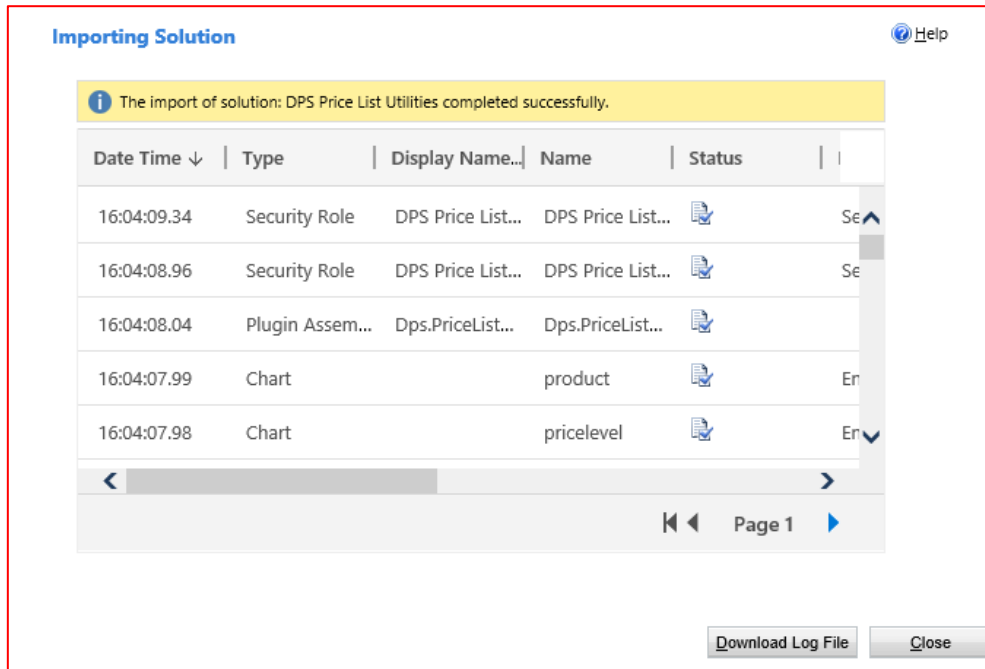 Importing Solution
Help
The import of solution: DPS Price List Utilities completed successfully.
Date Time Type Display Name... Name Status
16:04:09.34 Security Role DPS Price List... DPS Price List... Se
16:04:08.96 Security Role DPS Price List... DPS Price List... Se
16:04:08.04 Plugin Assem... Dps.PriceList... Dps.PriceList...
16:04:07.99 Chart product En
16:04:07.98 Chart pricelevel En
Page 1
Download Log File Close